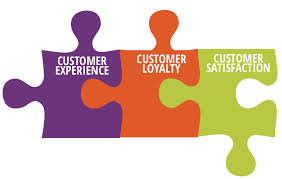 CUSTOMER
EXPERIENCE
CUSTOMER
LOYALTY
CUSTOMER
SATISFACTION